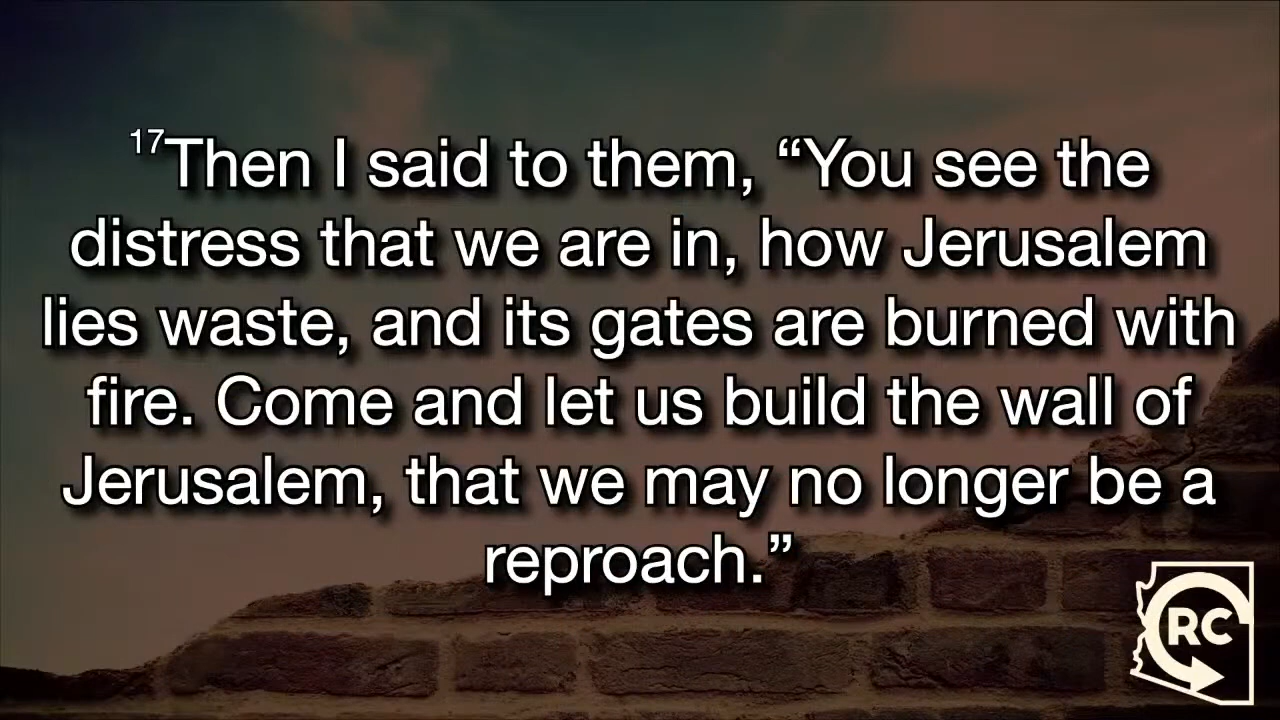 17Then I said to them, “You see the
distress that we are in, how Jerusalem
lies waste, and its gates are burned with
fire. Come and let us build the wall of
Jerusalem, that we may no longer be a
reproach.”
RC